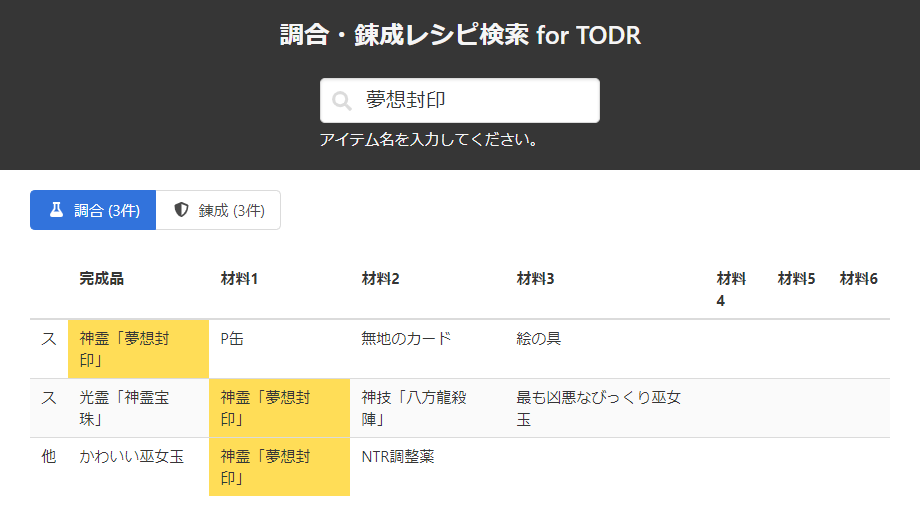 調合・錬成レシピ検索 for TODR
夢想封印
アイテム名を入力してください。
調合 (3件) 錬成 (3件)
完成品 材料1 材料2 材料3 材料4 材料5 材料6
ス 神霊「夢想封印」 P缶 無地のカード 絵の具
ス 光霊「神霊宝珠」 神霊「夢想封印」 神技「八方龍殺陣」 最も凶悪なびっくり巫女玉
他 かわいい巫女玉 神霊「夢想封印」 NTR調整薬